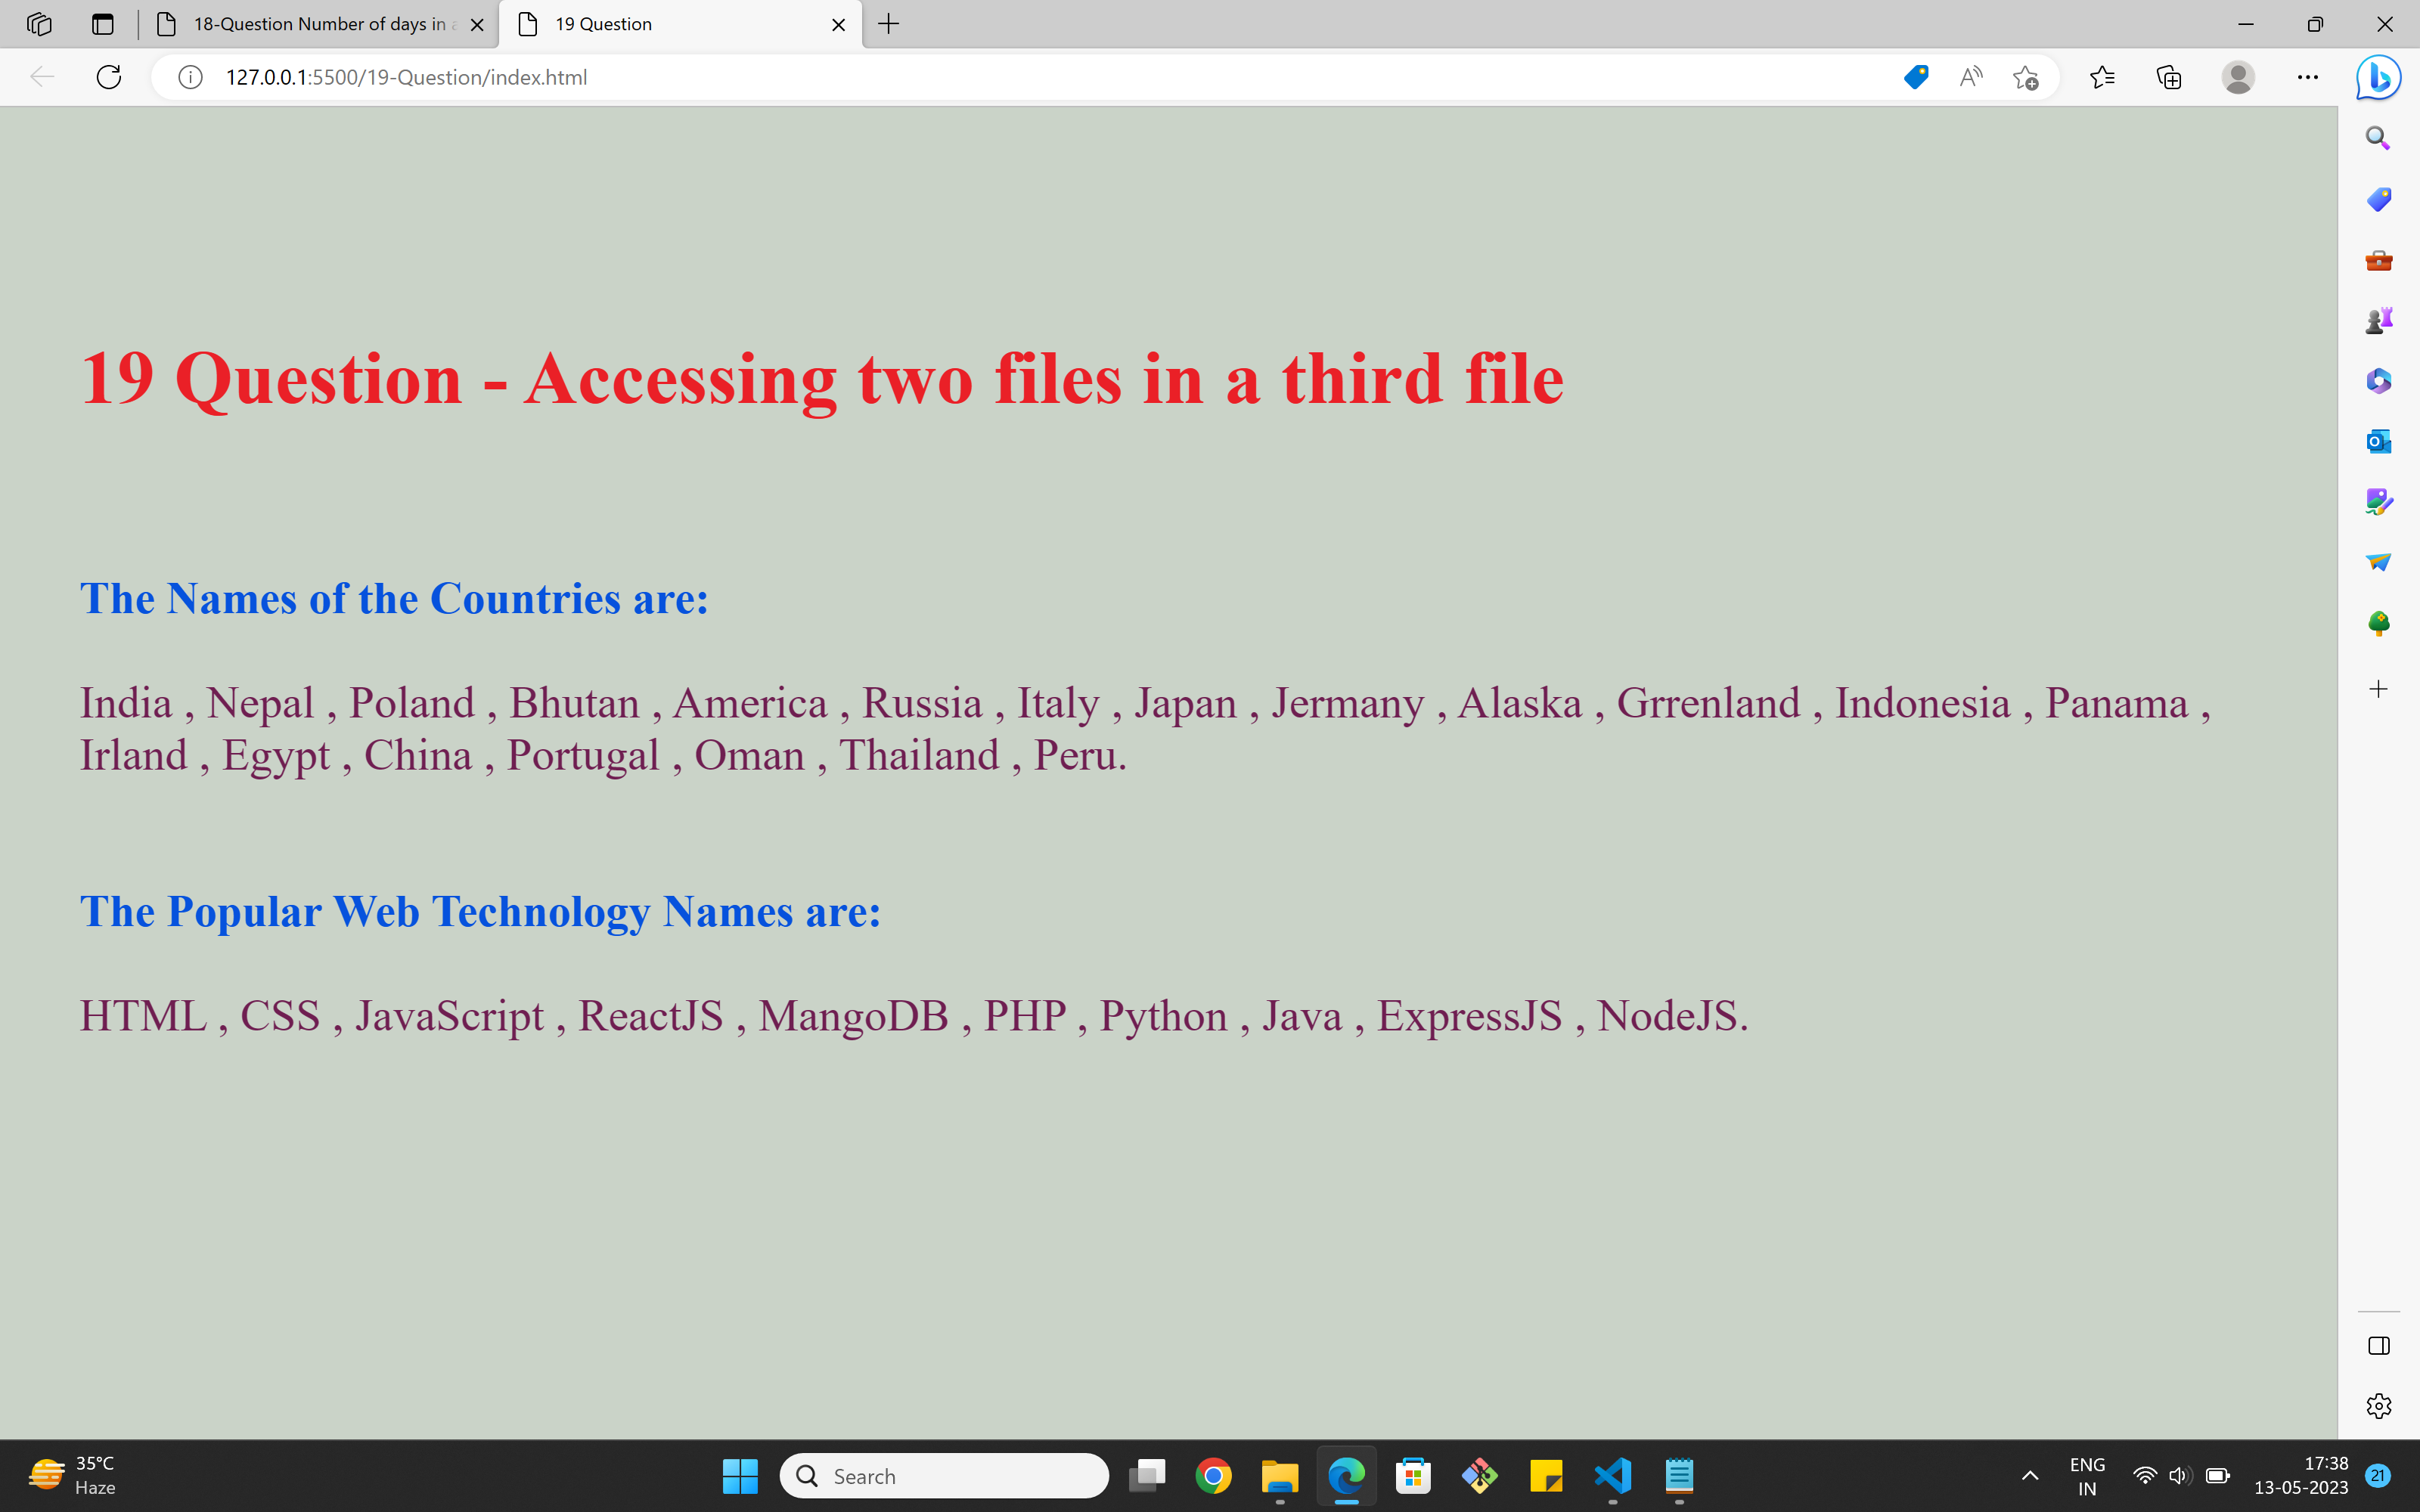 18-Question Number of days in a
19 Question
127.0.0.1:5500/19-Question/index.html
19 Question - Accessing two files in a third file
The Names of the Countries are:
India , Nepal , Poland , Bhutan , America , Russia , Italy , Japan , Jermany , Alaska , Grrenland , Indonesia , Panama ,
Irland , Egypt , China , Portugal , Oman , Thailand , Peru.
The Popular Web Technology Names are:
HTML , CSS , JavaScript , ReactJS , MangoDB , PHP , Python , Java , ExpressJS , NodeJS.
35°C
Haze
Search
ENG
IN
17:38
13-05-2023
21